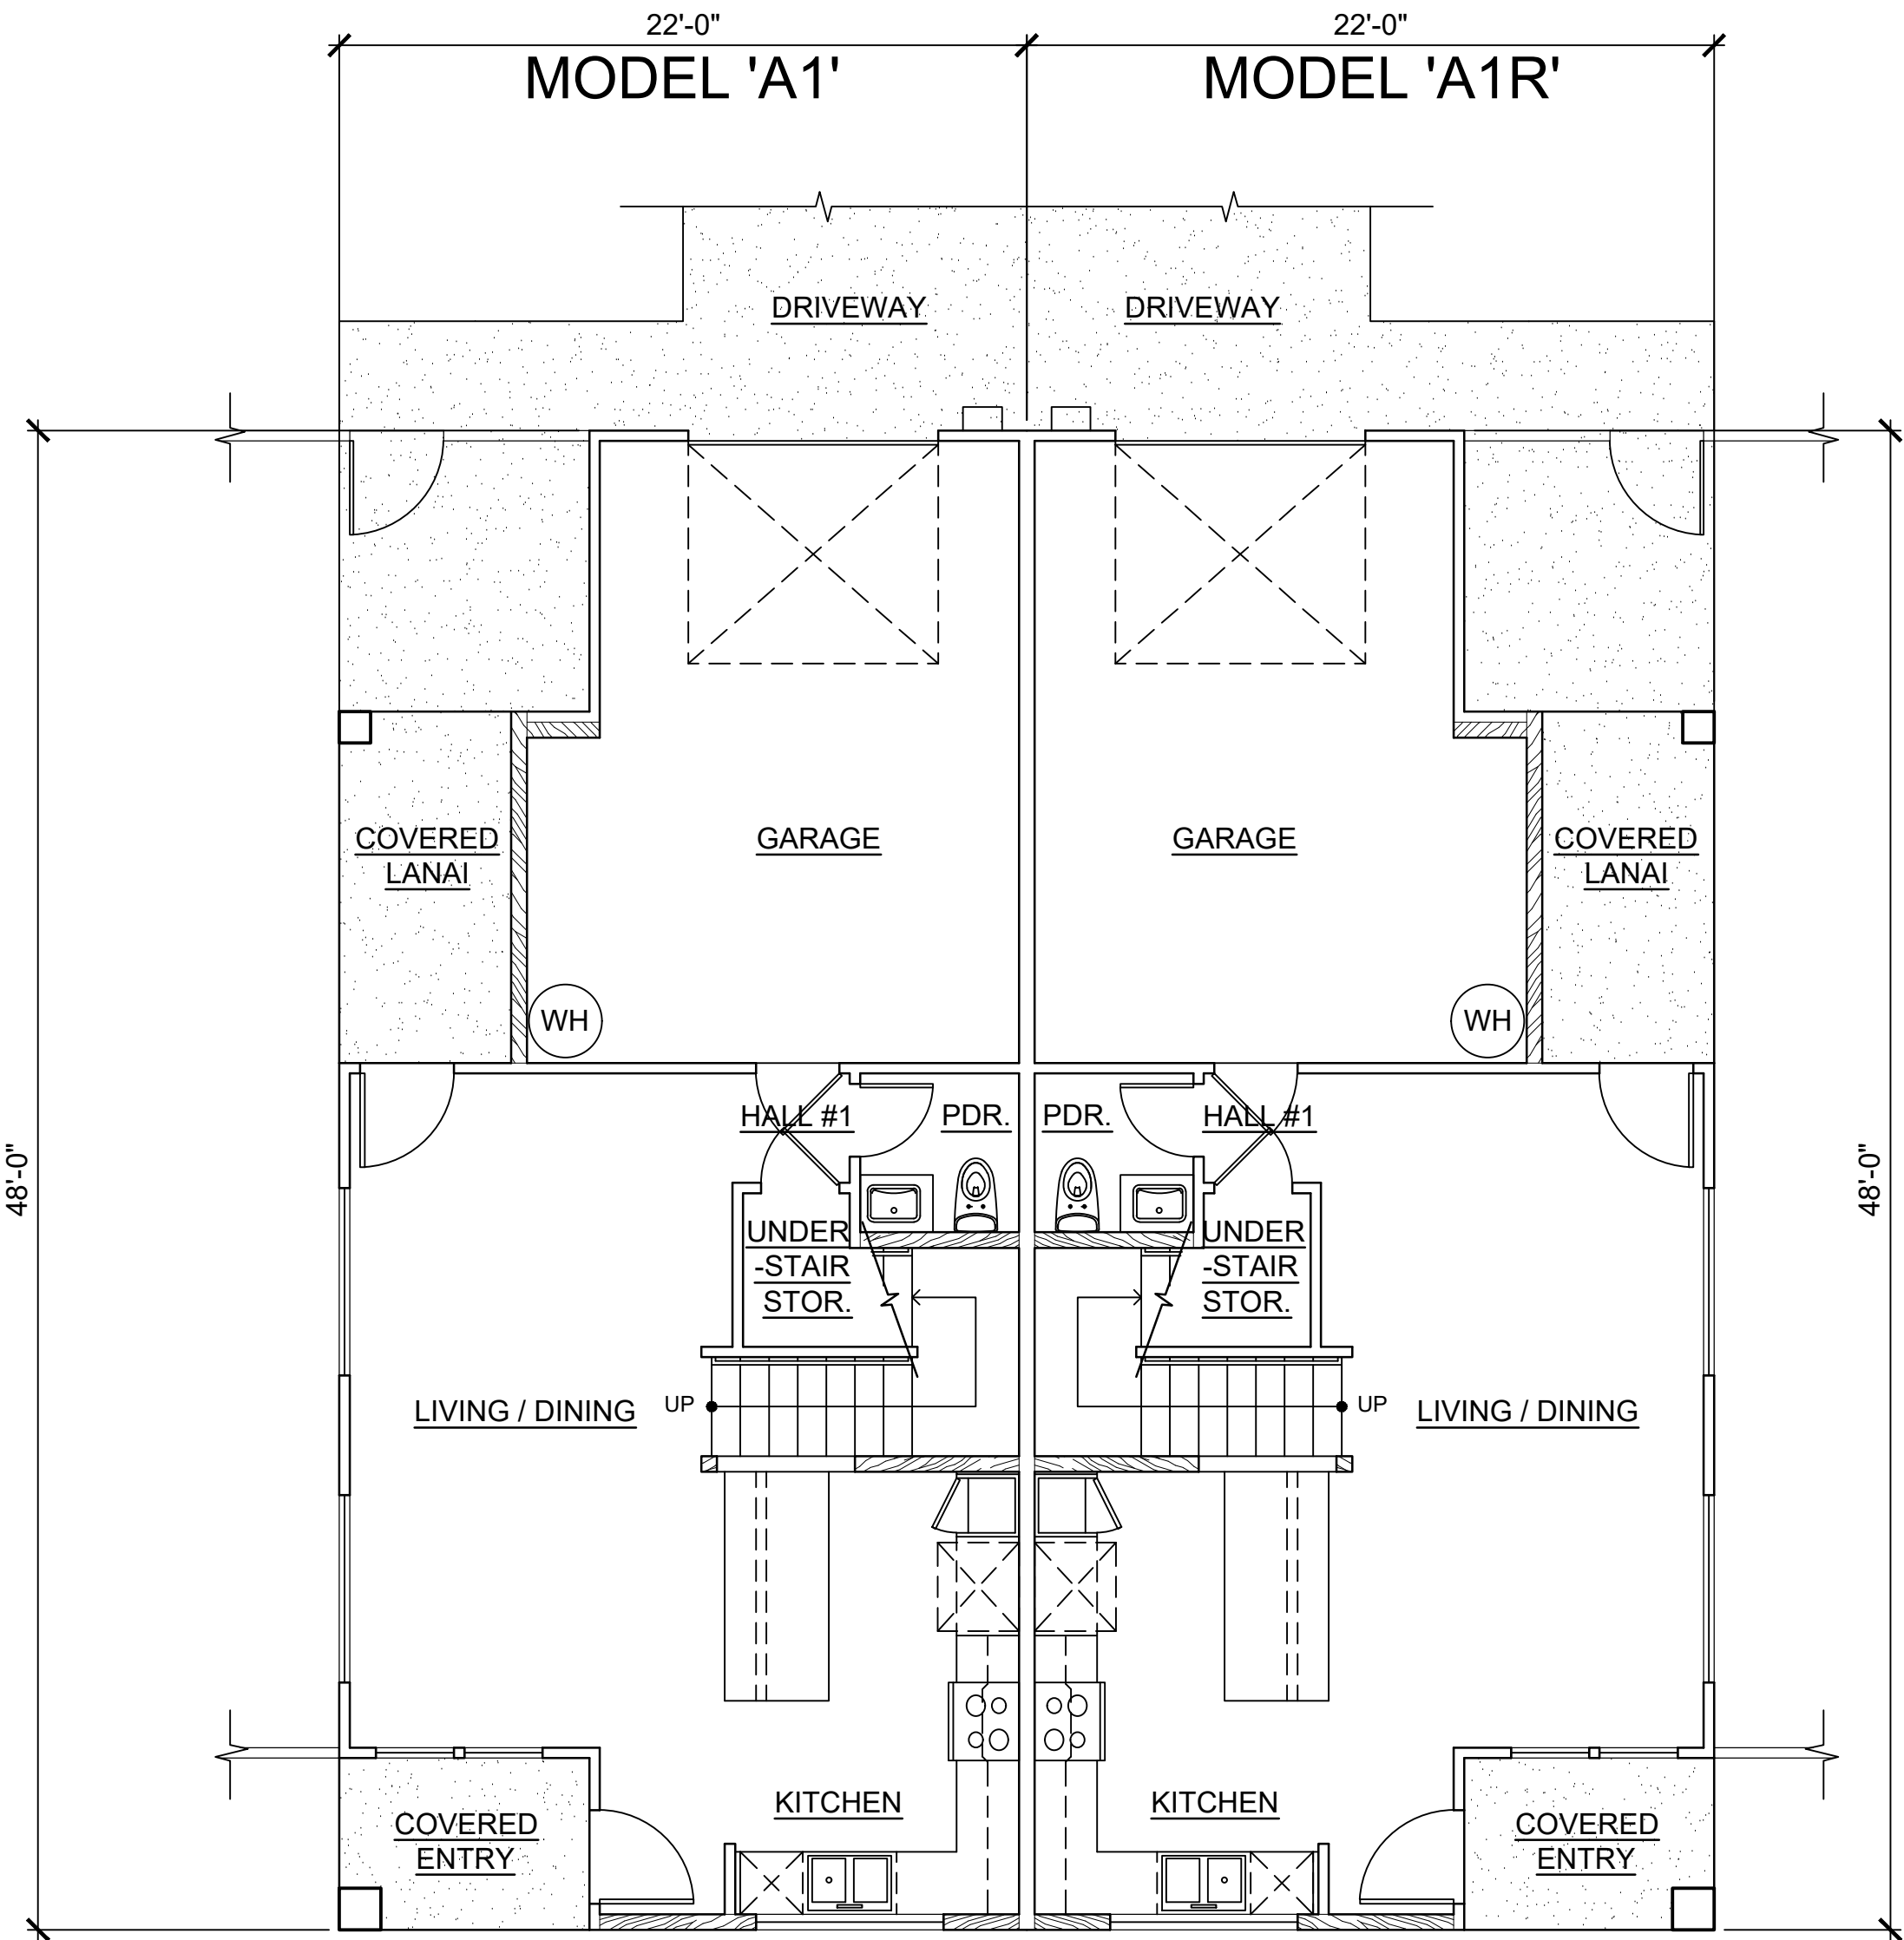 22'-0" 22'-0"
MODEL 'A1' MODEL 'A1R'
DRIVEWAY DRIVEWAY
COVERED GARAGE GARAGE COVERED
LANAI LANAI
WH WH
HALL #1 PDR. PDR. HALL #1
48'-0" 48'-0"
UNDER UNDER
-STAIR -STAIR
STOR. STOR.
LIVING / DINING UP UP LIVING / DINING
KITCHEN KITCHEN
COVERED COVERED
ENTRY ENTRY